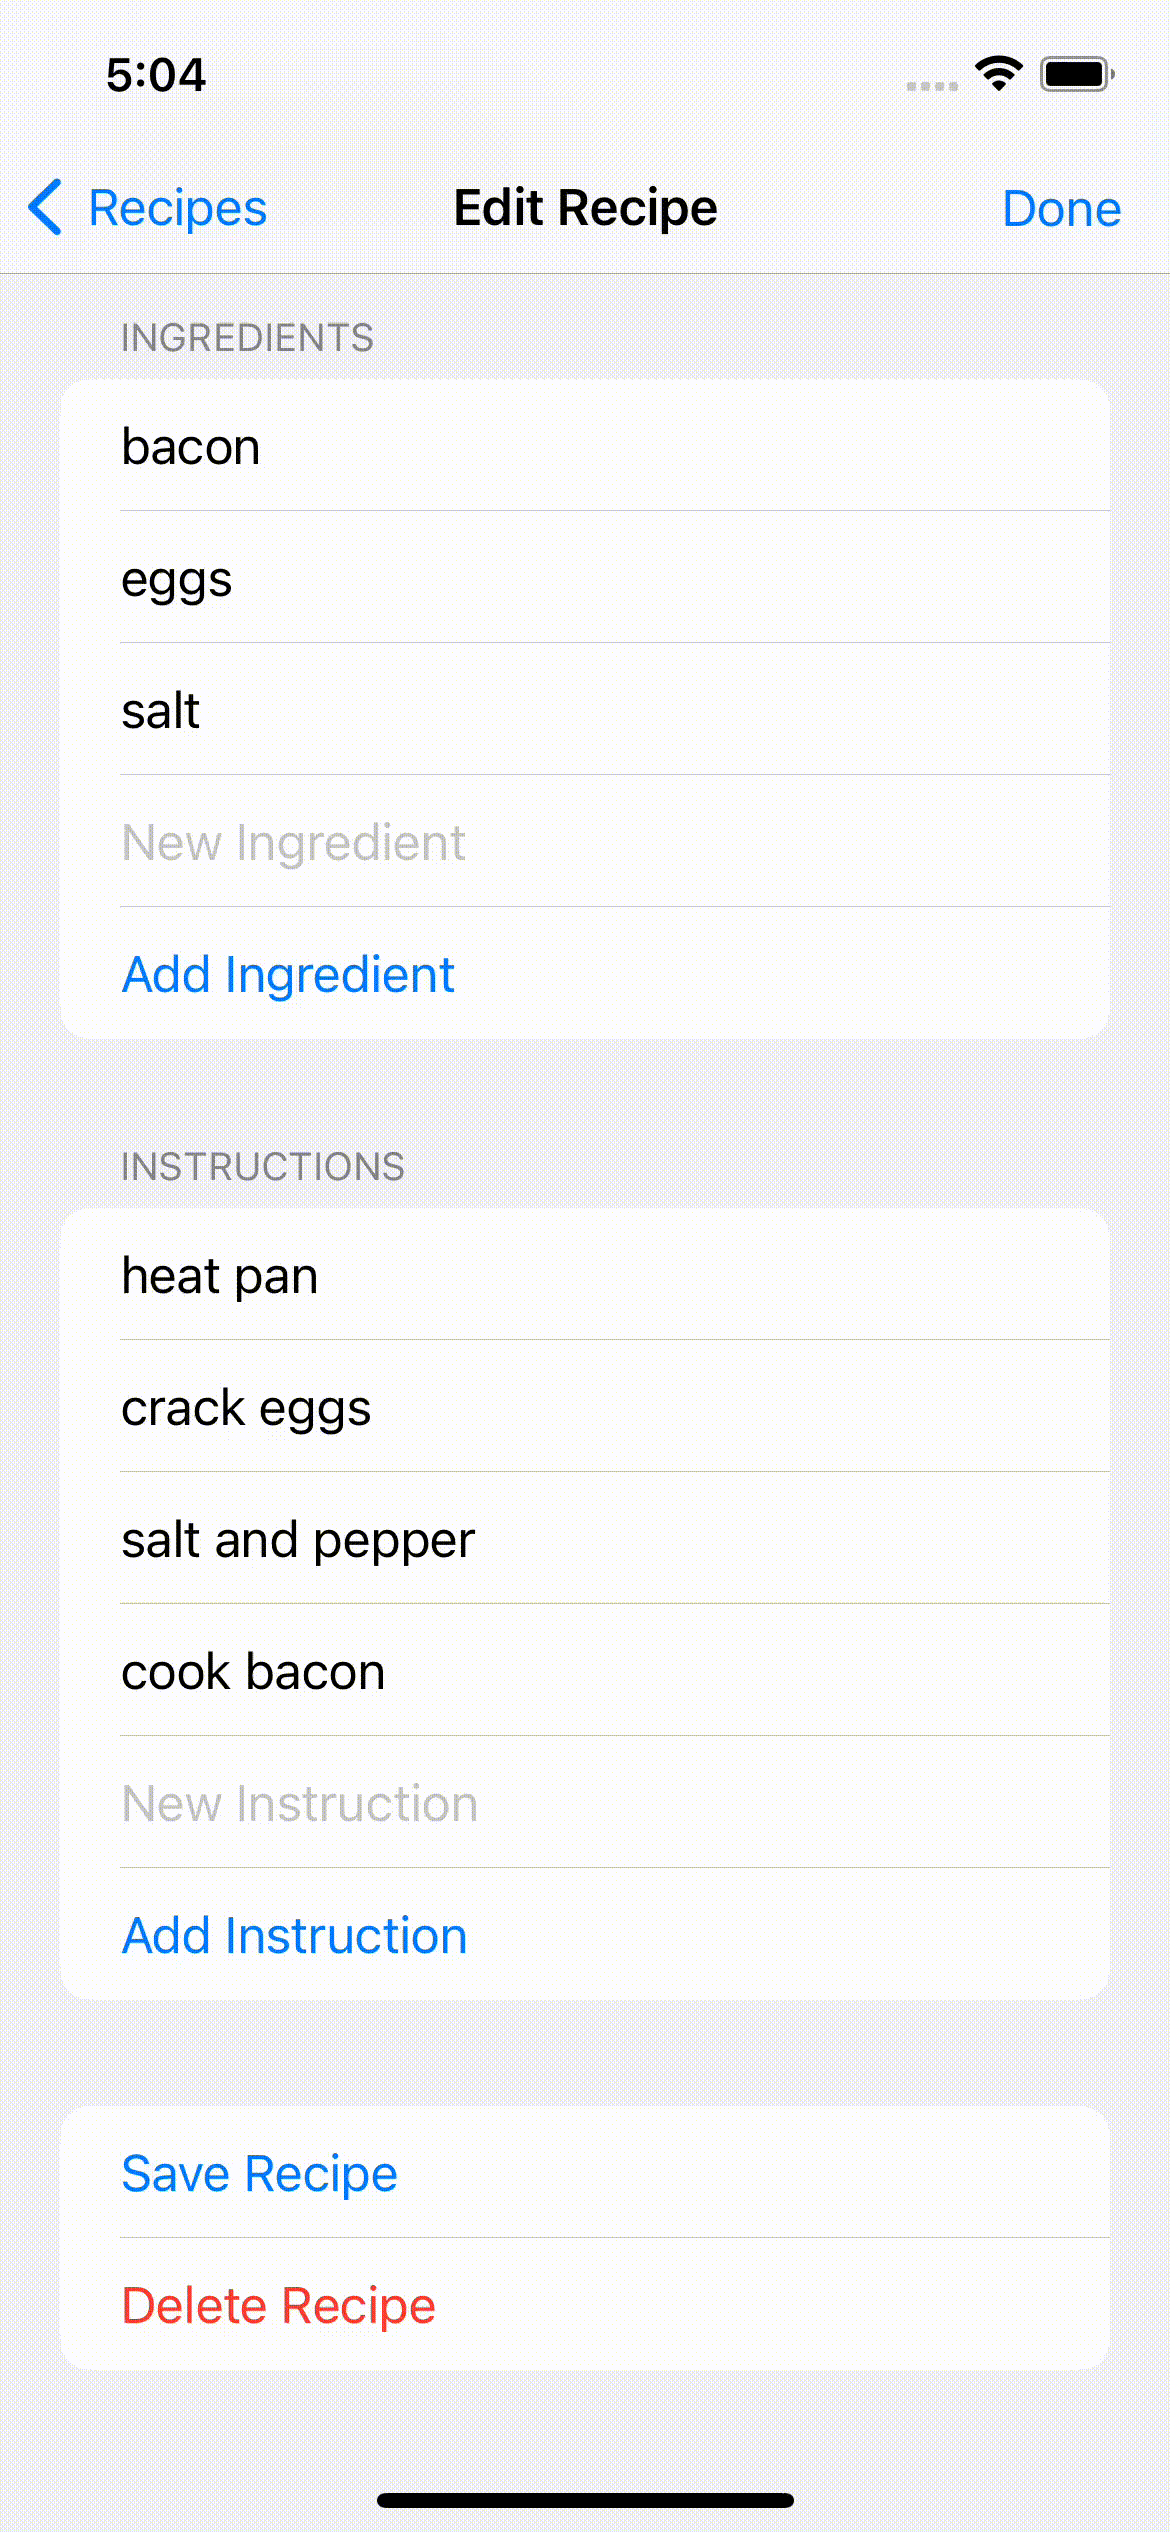 5:04
Recipes
Edit Recipe
Done
INGREDIENTS
bacon
eggs
salt
New Ingredient
Add Ingredient
INSTRUCTIONS
heat pan
crack eggs
salt and pepper
cook bacon
New Instruction
Add Instruction
Save Recipe
Delete Recipe